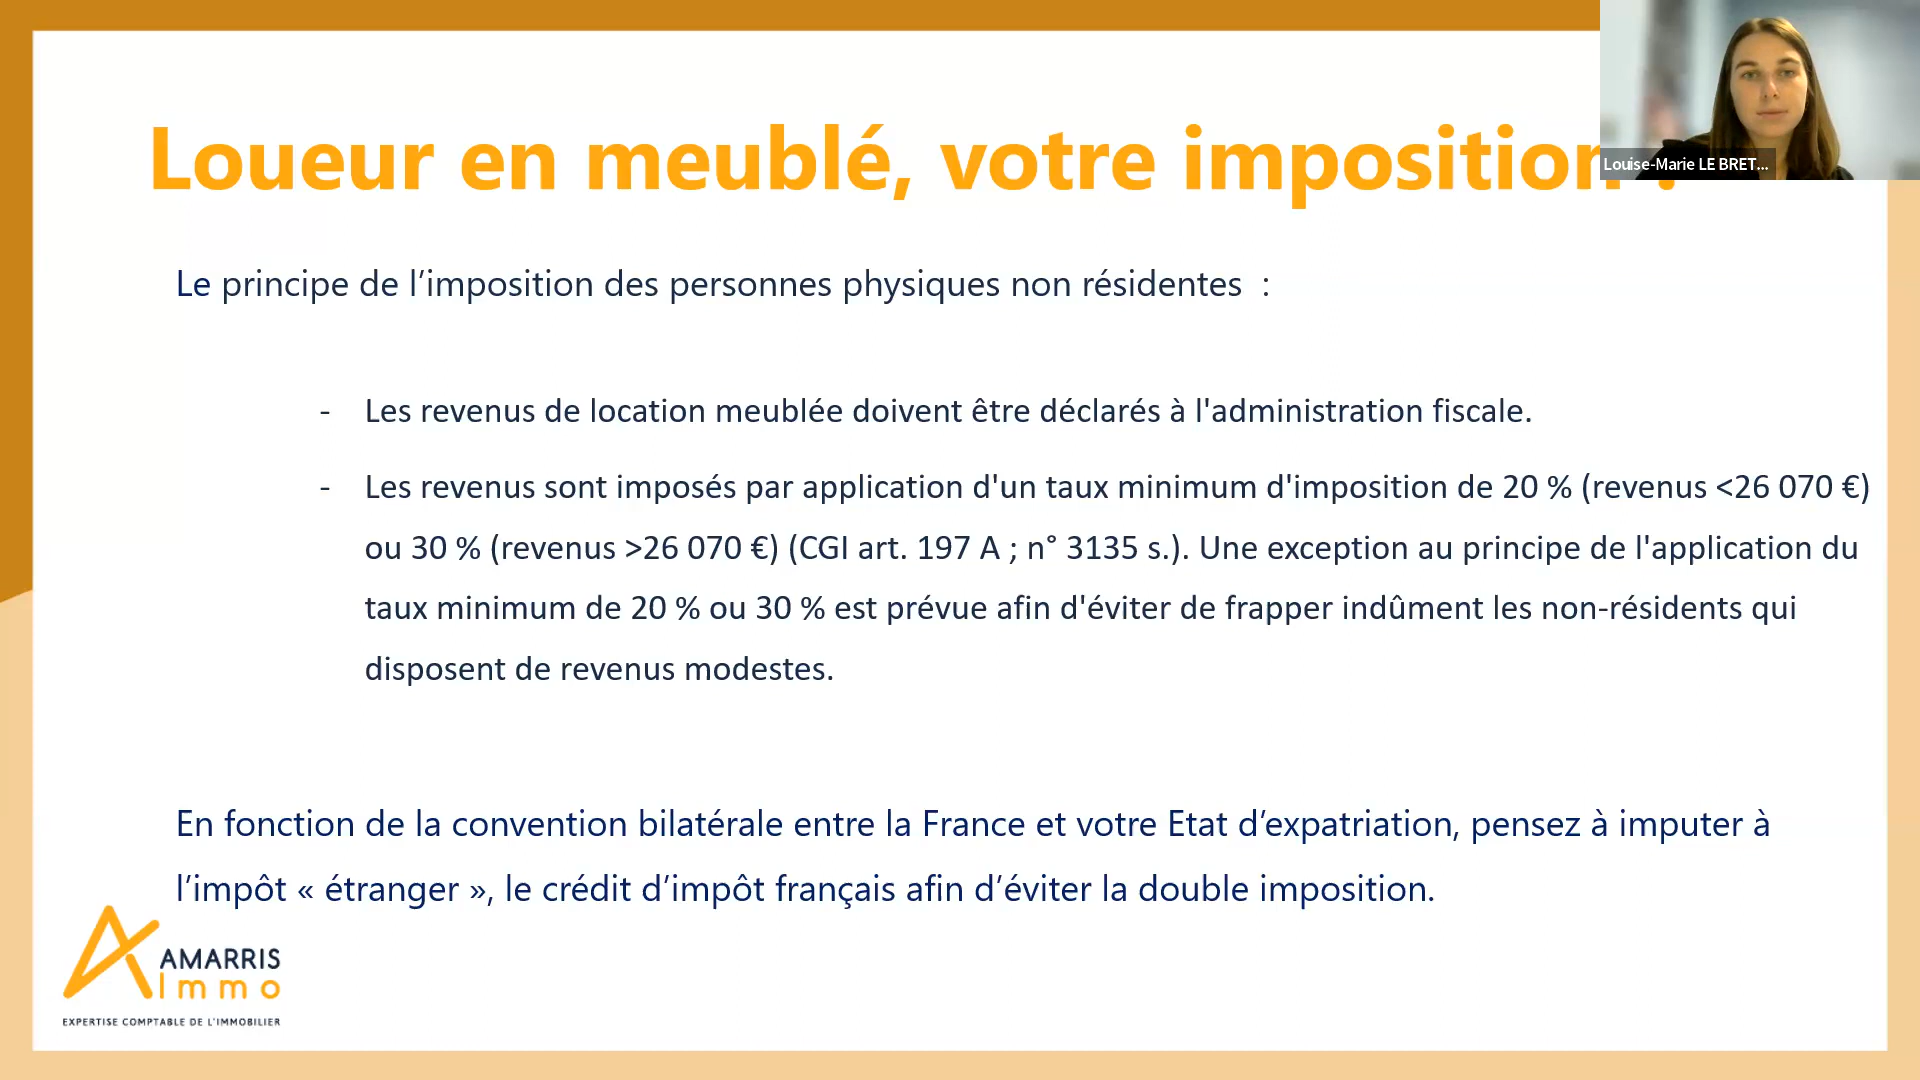 Loueur en meublé, votre imposition :
Louise-Marie LE BRET...
Le principe de l’imposition des personnes physiques non résidentes :
- Les revenus de location meublée doivent être déclarés à l'administration fiscale.
- Les revenus sont imposés par application d'un taux minimum d'imposition de 20 % (revenus <26 070 €)
ou 30 % (revenus >26 070 €) (CGI art. 197 A ; n° 3135 s.). Une exception au principe de l'application du
taux minimum de 20 % ou 30 % est prévue afin d'éviter de frapper indûment les non-résidents qui
disposent de revenus modestes.
En fonction de la convention bilatérale entre la France et votre Etat d’expatriation, pensez à imputer à
l’impôt « étranger », le crédit d’impôt français afin d’éviter la double imposition.
AMARRIS
Immo
EXPERTISE COMPTABLE DE L'IMMOBILIER